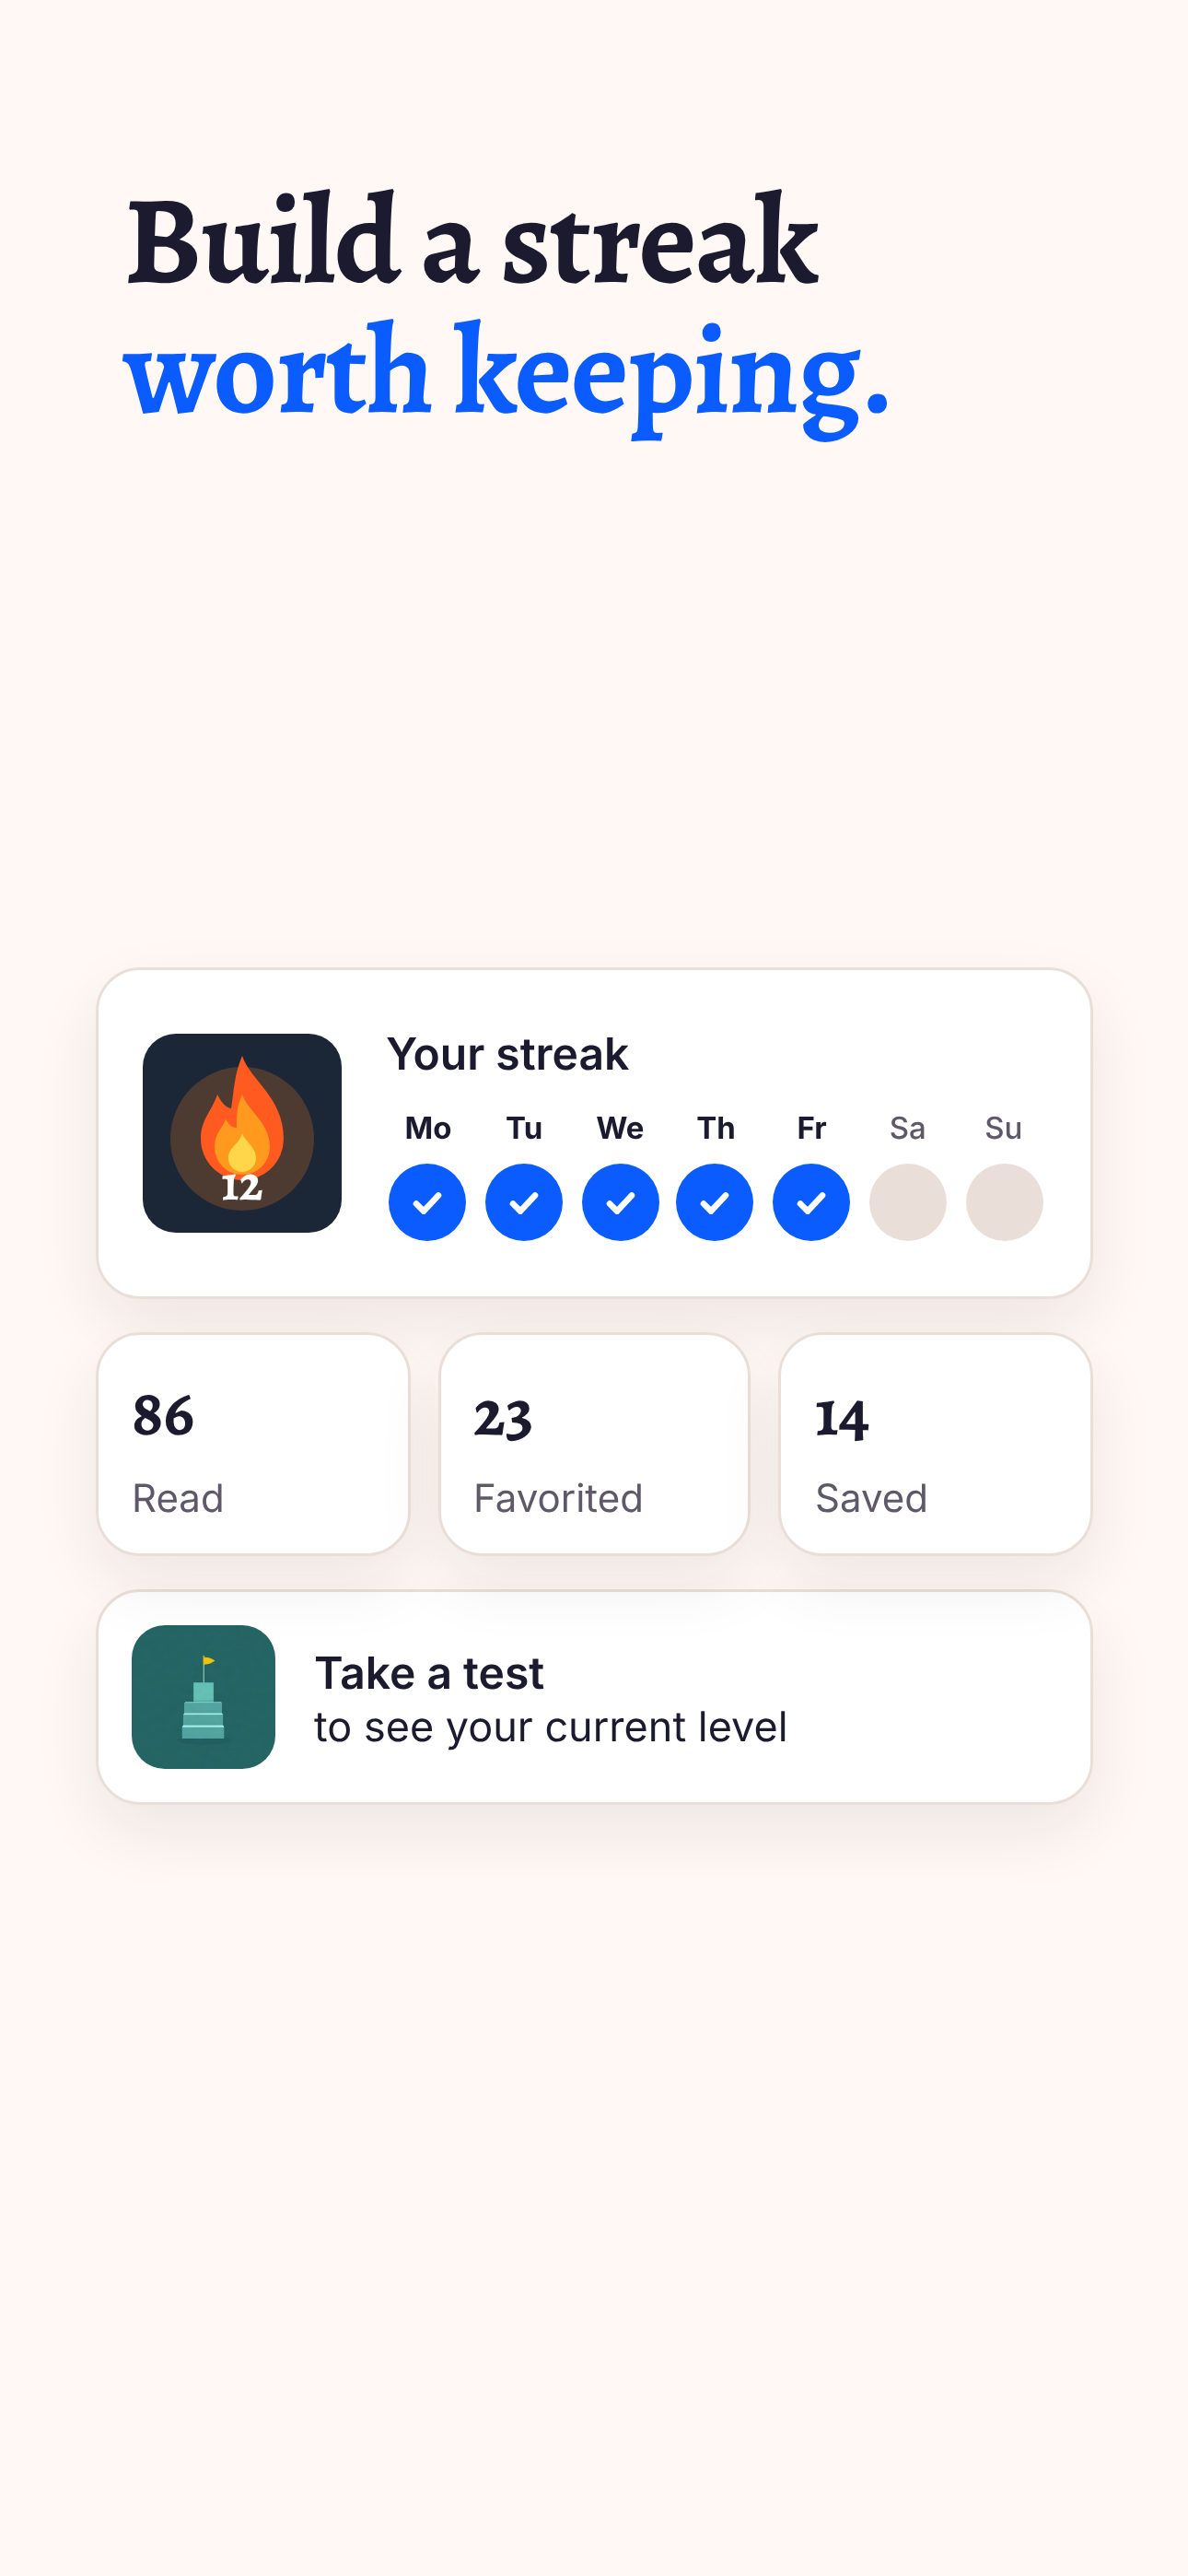 Build a streak
worth keeping.
Your streak
Mo Tu We Th Fr Sa Su
12
86 23 14
Read Favorited Saved
Take a test
to see your current level